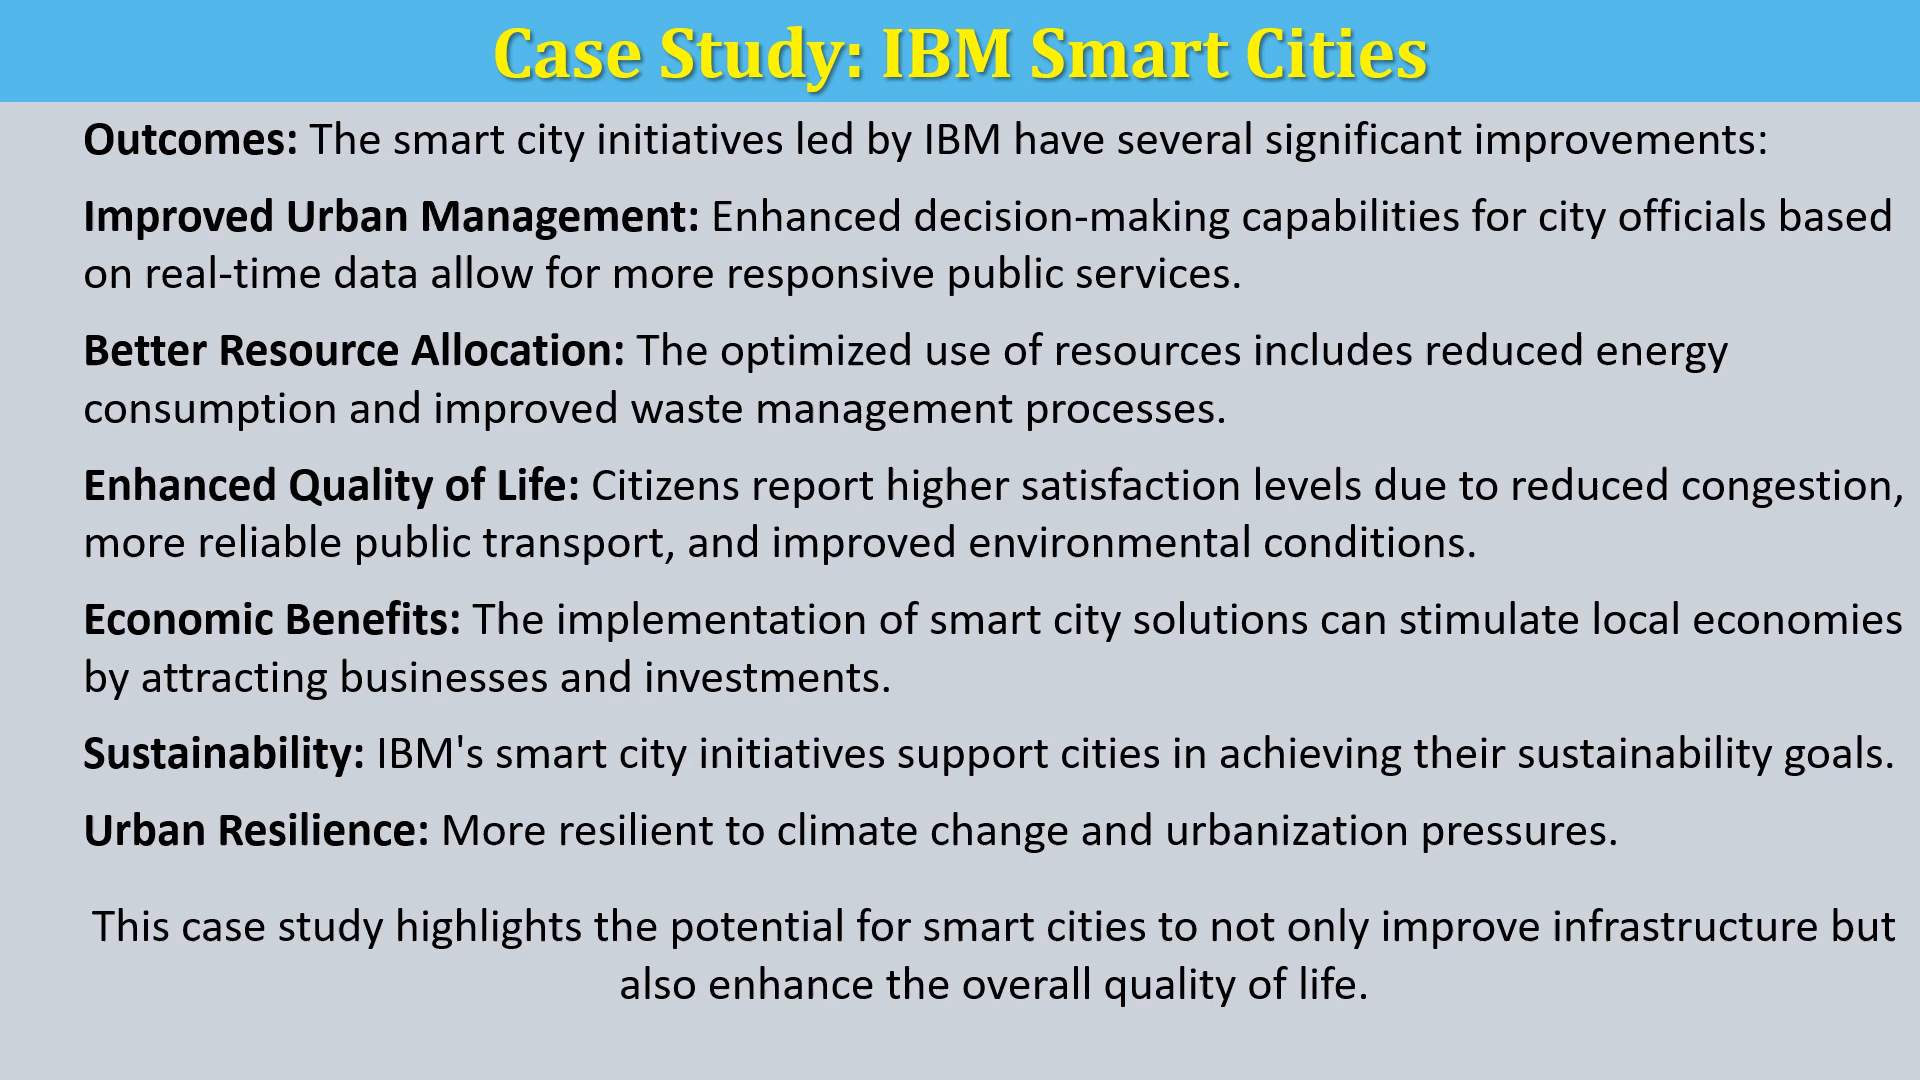 Case Study: IBM Smart Cities
Outcomes: The smart city initiatives led by IBM have several significant improvements:
Improved Urban Management: Enhanced decision-making capabilities for city officials based
on real-time data allow for more responsive public services.
Better Resource Allocation: The optimized use of resources includes reduced energy
consumption and improved waste management processes.
Enhanced Quality of Life: Citizens report higher satisfaction levels due to reduced congestion,
more reliable public transport, and improved environmental conditions.
Economic Benefits: The implementation of smart city solutions can stimulate local economies
by attracting businesses and investments.
Sustainability: IBM's smart city initiatives support cities in achieving their sustainability goals.
Urban Resilience: More resilient to climate change and urbanization pressures.
This case study highlights the potential for smart cities to not only improve infrastructure but
also enhance the overall quality of life.